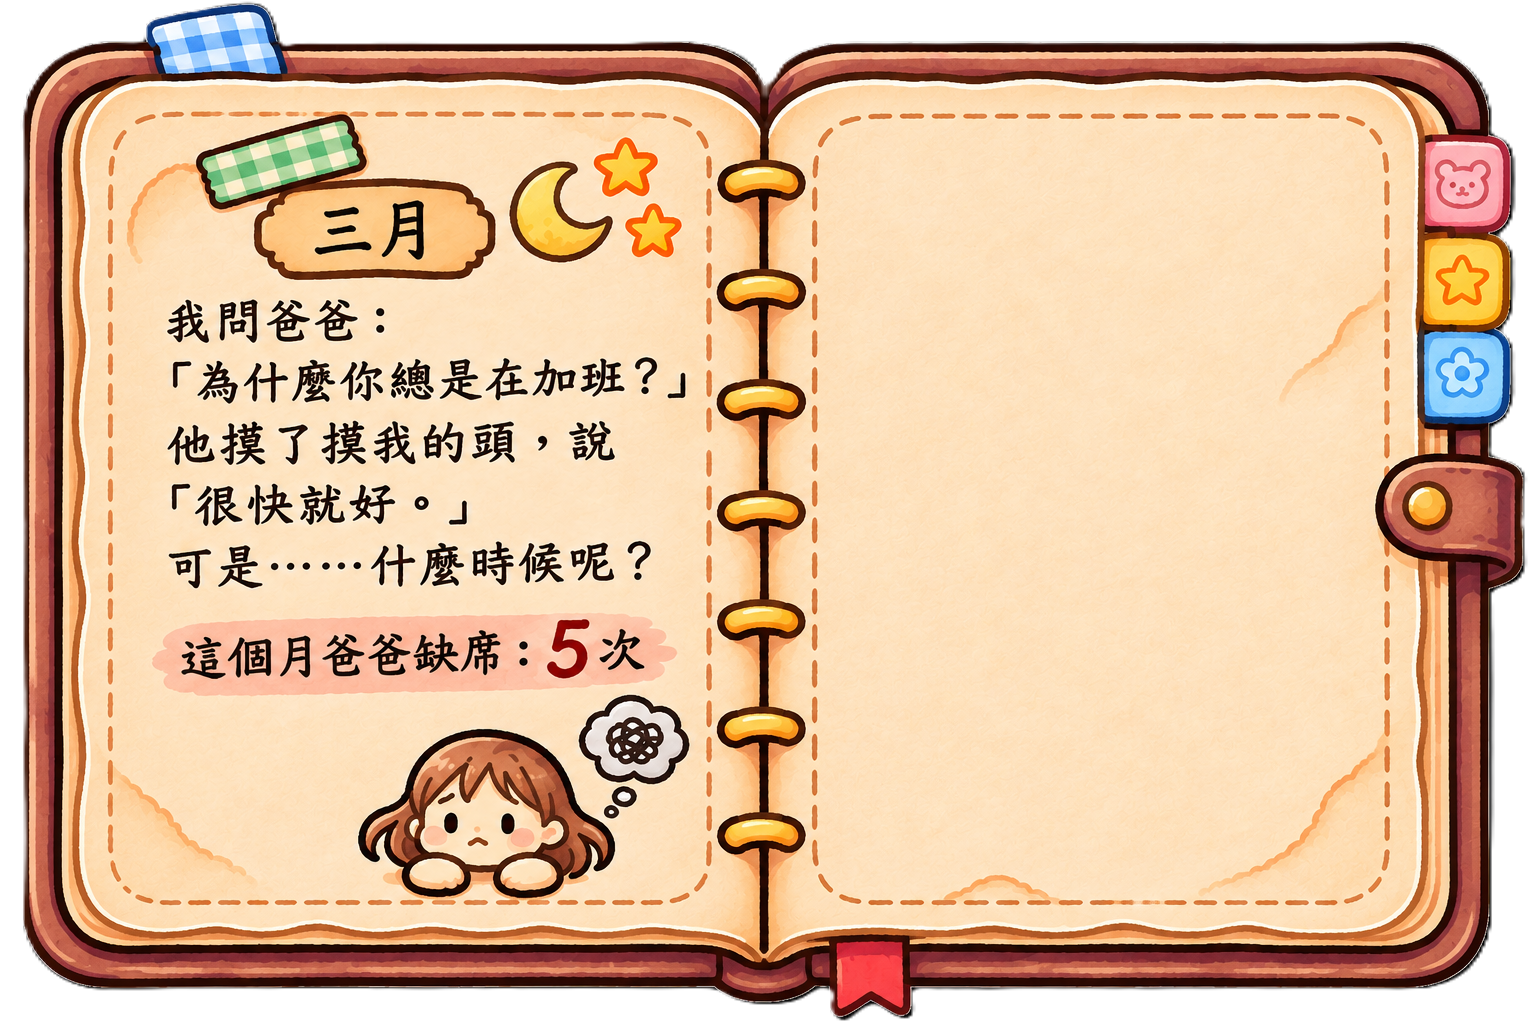 三月
我問爸爸：
「為什麼你總是在加班？」
他摸了摸我的頭，說
「很快就好。」
可是……什麼時候呢？
這個月爸爸缺席：5次